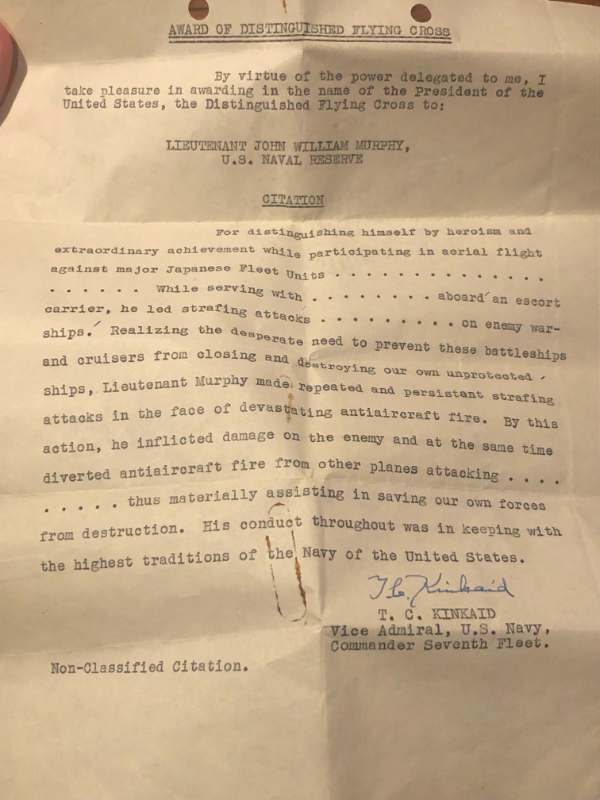 AWARD OF DISTINGUISHED FLYING CROSS
By virtue of the power delegated to me, I
take pleasure in awarding in the name of the President of the
United States, the Distinguished Flying Cross to:
LIEUTENANT JOHN WILLIAM MURPHY,
U.S. NAVAL RESERVE
CITATION
For distinguishing himself by heroism and
extraordinary achievement while participating in aerial flight
against major Japanese Fleet Units . . . . . . . . . . . . . .
. . . . . . While serving with . . . . . . . . aboard an escort
carrier, he led strafing attacks . . . . . . . . . on enemy war-
ships. Realizing the desperate need to prevent these battleships
and cruisers from closing and destroying our own unprotected
ships, Lieutenant Murphy made repeated and persistent strafing
attacks in the face of devastating antiaircraft fire. By this
action, he inflicted damage on the enemy and at the same time
diverted antiaircraft fire from other planes attacking . . . .
. . . . . thus materially assisting in saving our own forces
from destruction. His conduct throughout was in keeping with
the highest traditions of the Navy of the United States.
T.C. Kinkaid
T. C. KINKAID
Vice Admiral, U.S. Navy,
Commander Seventh Fleet.
Non-Classified Citation.